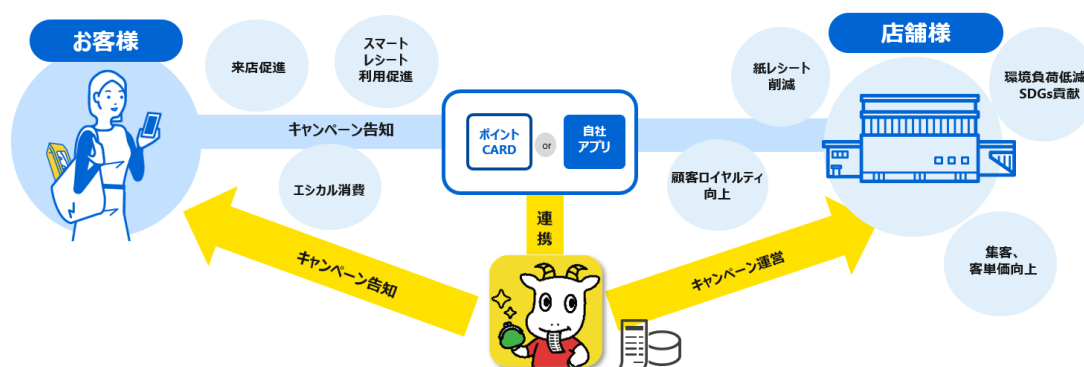 お客様
店舗様
来店促進
スマート
レシート
利用促進
紙レシート
削減
環境負荷低減
SDGs貢献
キャンペーン告知
ポイント
CARD
or
自社
アプリ
エシカル消費
顧客ロイヤルティ
向上
連
携
キャンペーン告知
キャンペーン運営
集客、
客単価向上